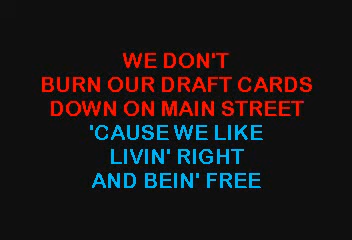 WE DON'T
BURN OUR DRAFT CARDS
DOWN ON MAIN STREET
'CAUSE WE LIKE
LIVIN' RIGHT
AND BEIN' FREE